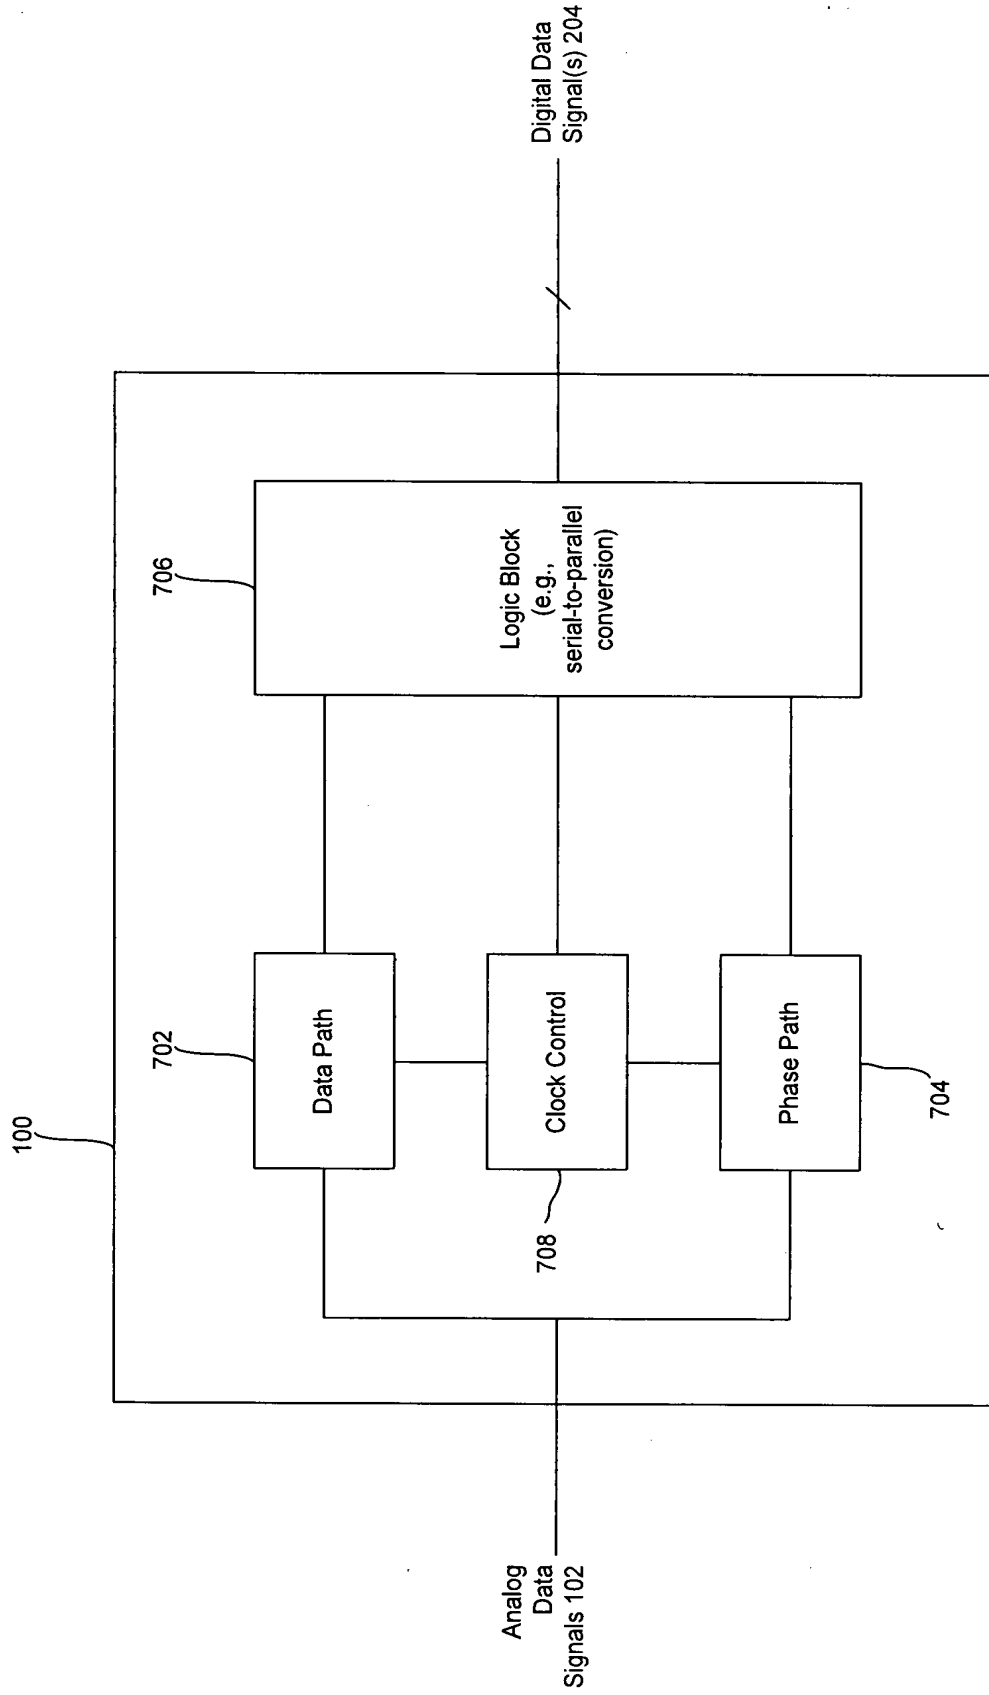 100
702
Data Path
706
Logic Block
(e.g.,
serial-to-parallel
conversion)
Analog
Data
Signals 102
708
Clock Control
Digital Data
Signal(s) 204
Phase Path
704